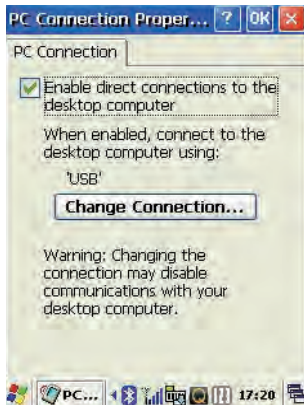 PC Connection Proper... ? OK
PC Connection
Enable direct connections to the
desktop computer
When enabled, connect to the
desktop computer using:
'USB'
Change Connection...
Warning: Changing the
connection may disable
communications with your
desktop computer.
PC... 17:20